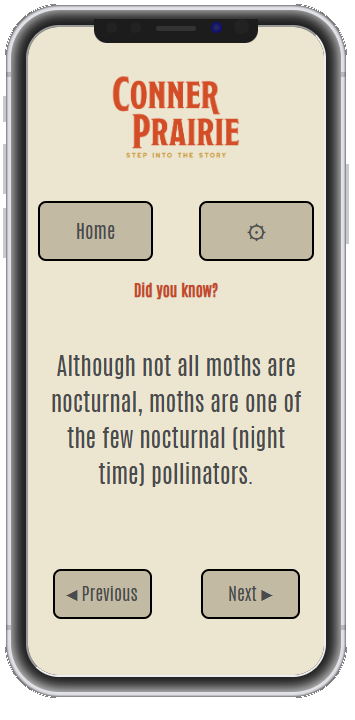 CONNER
PRAIRIE
STEP INTO THE STORY
Home
Did you know?
Although not all moths are
nocturnal, moths are one of
the few nocturnal (night
time) pollinators.
◀ Previous
Next ▶